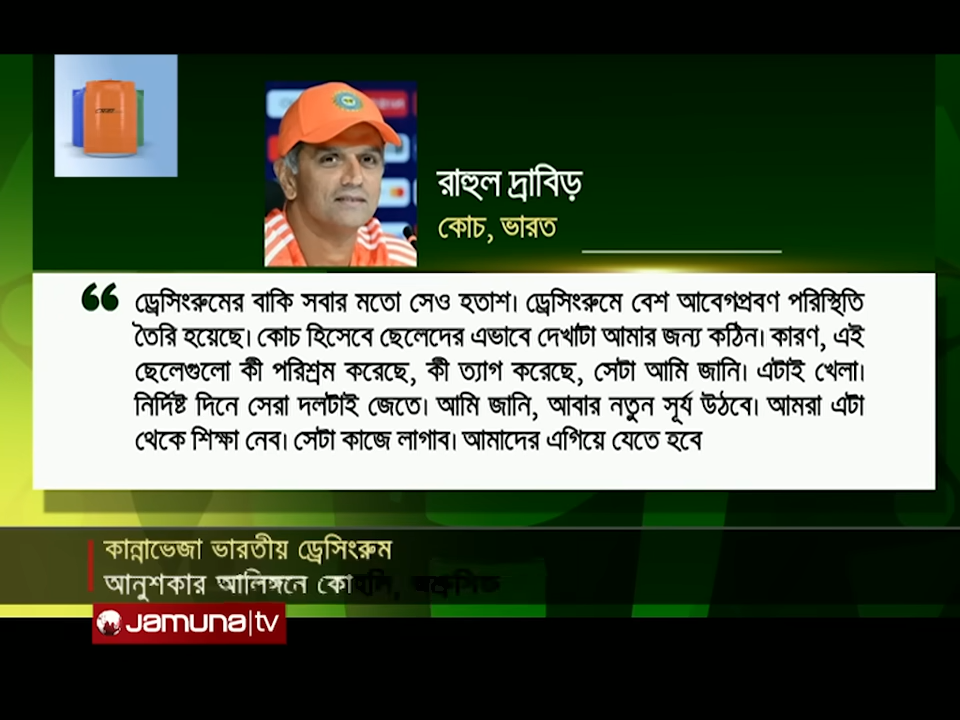 রাহুল দ্রাবিড়
কোচ, ভারত
“ ড্রেসিংরুমের বাকি সবার মতো সেও হতাশ। ড্রেসিংরুমে বেশ আবেগপ্রবণ পরিস্থিতি
তৈরি হয়েছে। কোচ হিসেবে ছেলেদের এভাবে দেখাটা আমার জন্য কঠিন। কারণ, এই
ছেলেগুলো কী পরিশ্রম করেছে, কী ত্যাগ করেছে, সেটা আমি জানি। এটাই খেলা।
নির্দিষ্ট দিনে সেরা দলটাই জেতে। আমি জানি, আবার নতুন সূর্য উঠবে। আমরা এটা
থেকে শিক্ষা নেব। সেটা কাজে লাগাব। আমাদের এগিয়ে যেতে হবে
কান্নাভেজা ভারতীয় ড্রেসিংরুম
আনুশকার আলিঙ্গনে কোহলি,
Jamuna|tv